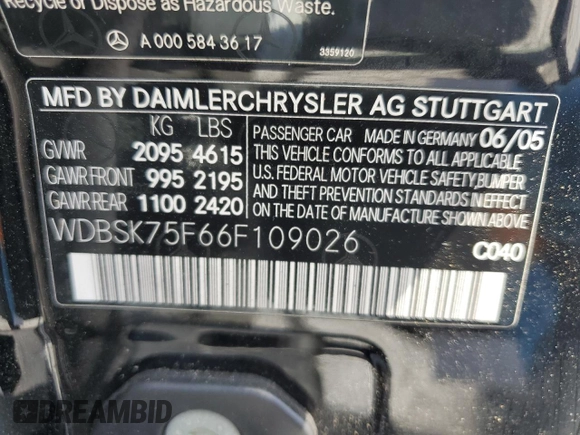 Recycle or Dispose as Hazardous Waste.
A 000 584 36 17
3359120
MFD BY DAIMLERCHRYSLER AG STUTTGART
KG LBS
GVWR 2095 4615
GAWR FRONT 995 2195
GAWR REAR 1100 2420
PASSENGER CAR MADE IN GERMANY 06/05
THIS VEHICLE CONFORMS TO ALL APPLICABLE
U.S. FEDERAL MOTOR VEHICLE SAFETY, BUMPER
AND THEFT PREVENTION STANDARDS IN EFFECT
ON THE DATE OF MANUFACTURE SHOWN ABOVE
WDBSK75F66F109026
C040
DREAMBID